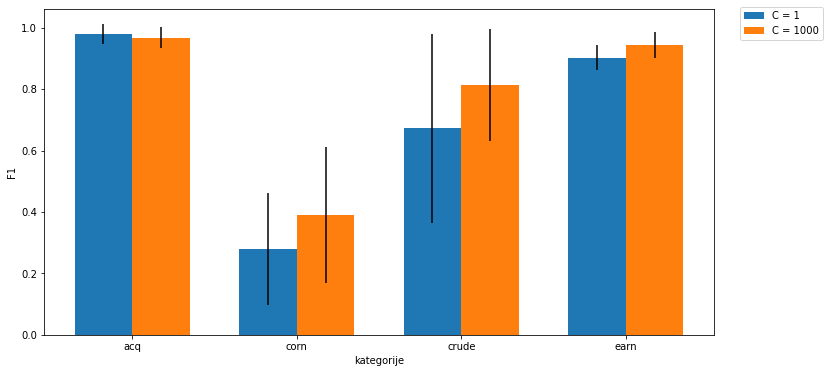 C = 1
C = 1000
F1
1.0
0.8
0.6
0.4
0.2
0.0
acq corn crude earn
kategorije